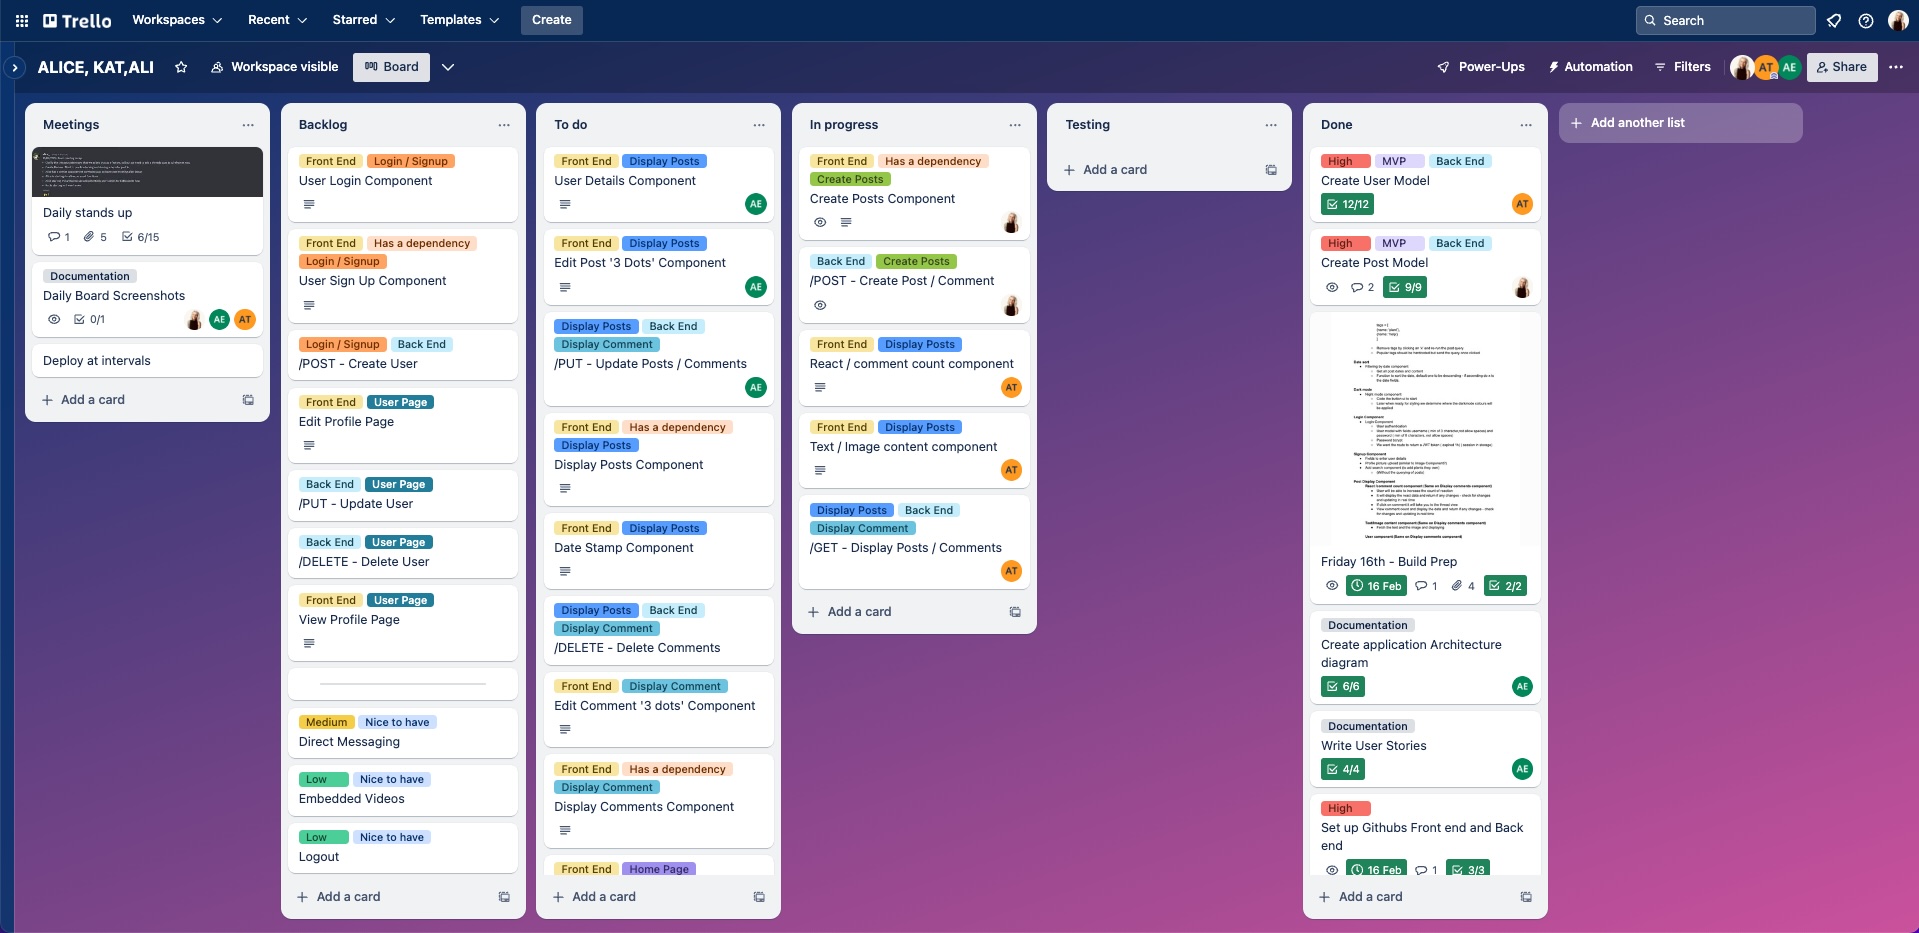 Trello
Workspaces
Recent
Starred
Templates
Create
Search
ALICE, KAT,ALI
Workspace visible
Board
Power-Ups
Automation
Filters
AT
AE
Share
Meetings
Daily stands up
1
5
6/15
Documentation
Daily Board Screenshots
0/1
AE
AT
Deploy at intervals
+ Add a card
Backlog
Front End Login / Signup
User Login Component
Front End Has a dependency
Login / Signup
User Sign Up Component
Login / Signup Back End
/POST - Create User
Front End User Page
Edit Profile Page
Back End User Page
/PUT - Update User
Back End User Page
/DELETE - Delete User
Front End User Page
View Profile Page
Medium Nice to have
Direct Messaging
Low Nice to have
Embedded Videos
Low Nice to have
Logout
+ Add a card
To do
Front End Display Posts
User Details Component
AE
Front End Display Posts
Edit Post '3 Dots' Component
AE
Display Posts Back End
Display Comment
/PUT - Update Posts / Comments
AE
Front End Has a dependency
Display Posts
Display Posts Component
Front End Display Posts
Date Stamp Component
Display Posts Back End
Display Comment
/DELETE - Delete Comments
Front End Display Comment
Edit Comment '3 dots' Component
Front End Has a dependency
Display Comment
Display Comments Component
Front End Home Page
+ Add a card
In progress
Front End Has a dependency
Create Posts
Create Posts Component
Back End Create Posts
/POST - Create Post / Comment
Front End Display Posts
React / comment count component
AT
Front End Display Posts
Text / Image content component
AT
Display Posts Back End
Display Comment
/GET - Display Posts / Comments
AT
+ Add a card
Testing
+ Add a card
Done
High MVP Back End
Create User Model
12/12
AT
High MVP Back End
Create Post Model
2
9/9
Dark mode
Login Component
Signup Component
Post Display Component
Friday 16th - Build Prep
16 Feb
1
4
2/2
Documentation
Create application Architecture
diagram
6/6
AE
Documentation
Write User Stories
4/4
AE
High
Set up Githubs Front end and Back
end
16 Feb
1
3/3
+ Add a card
+ Add another list